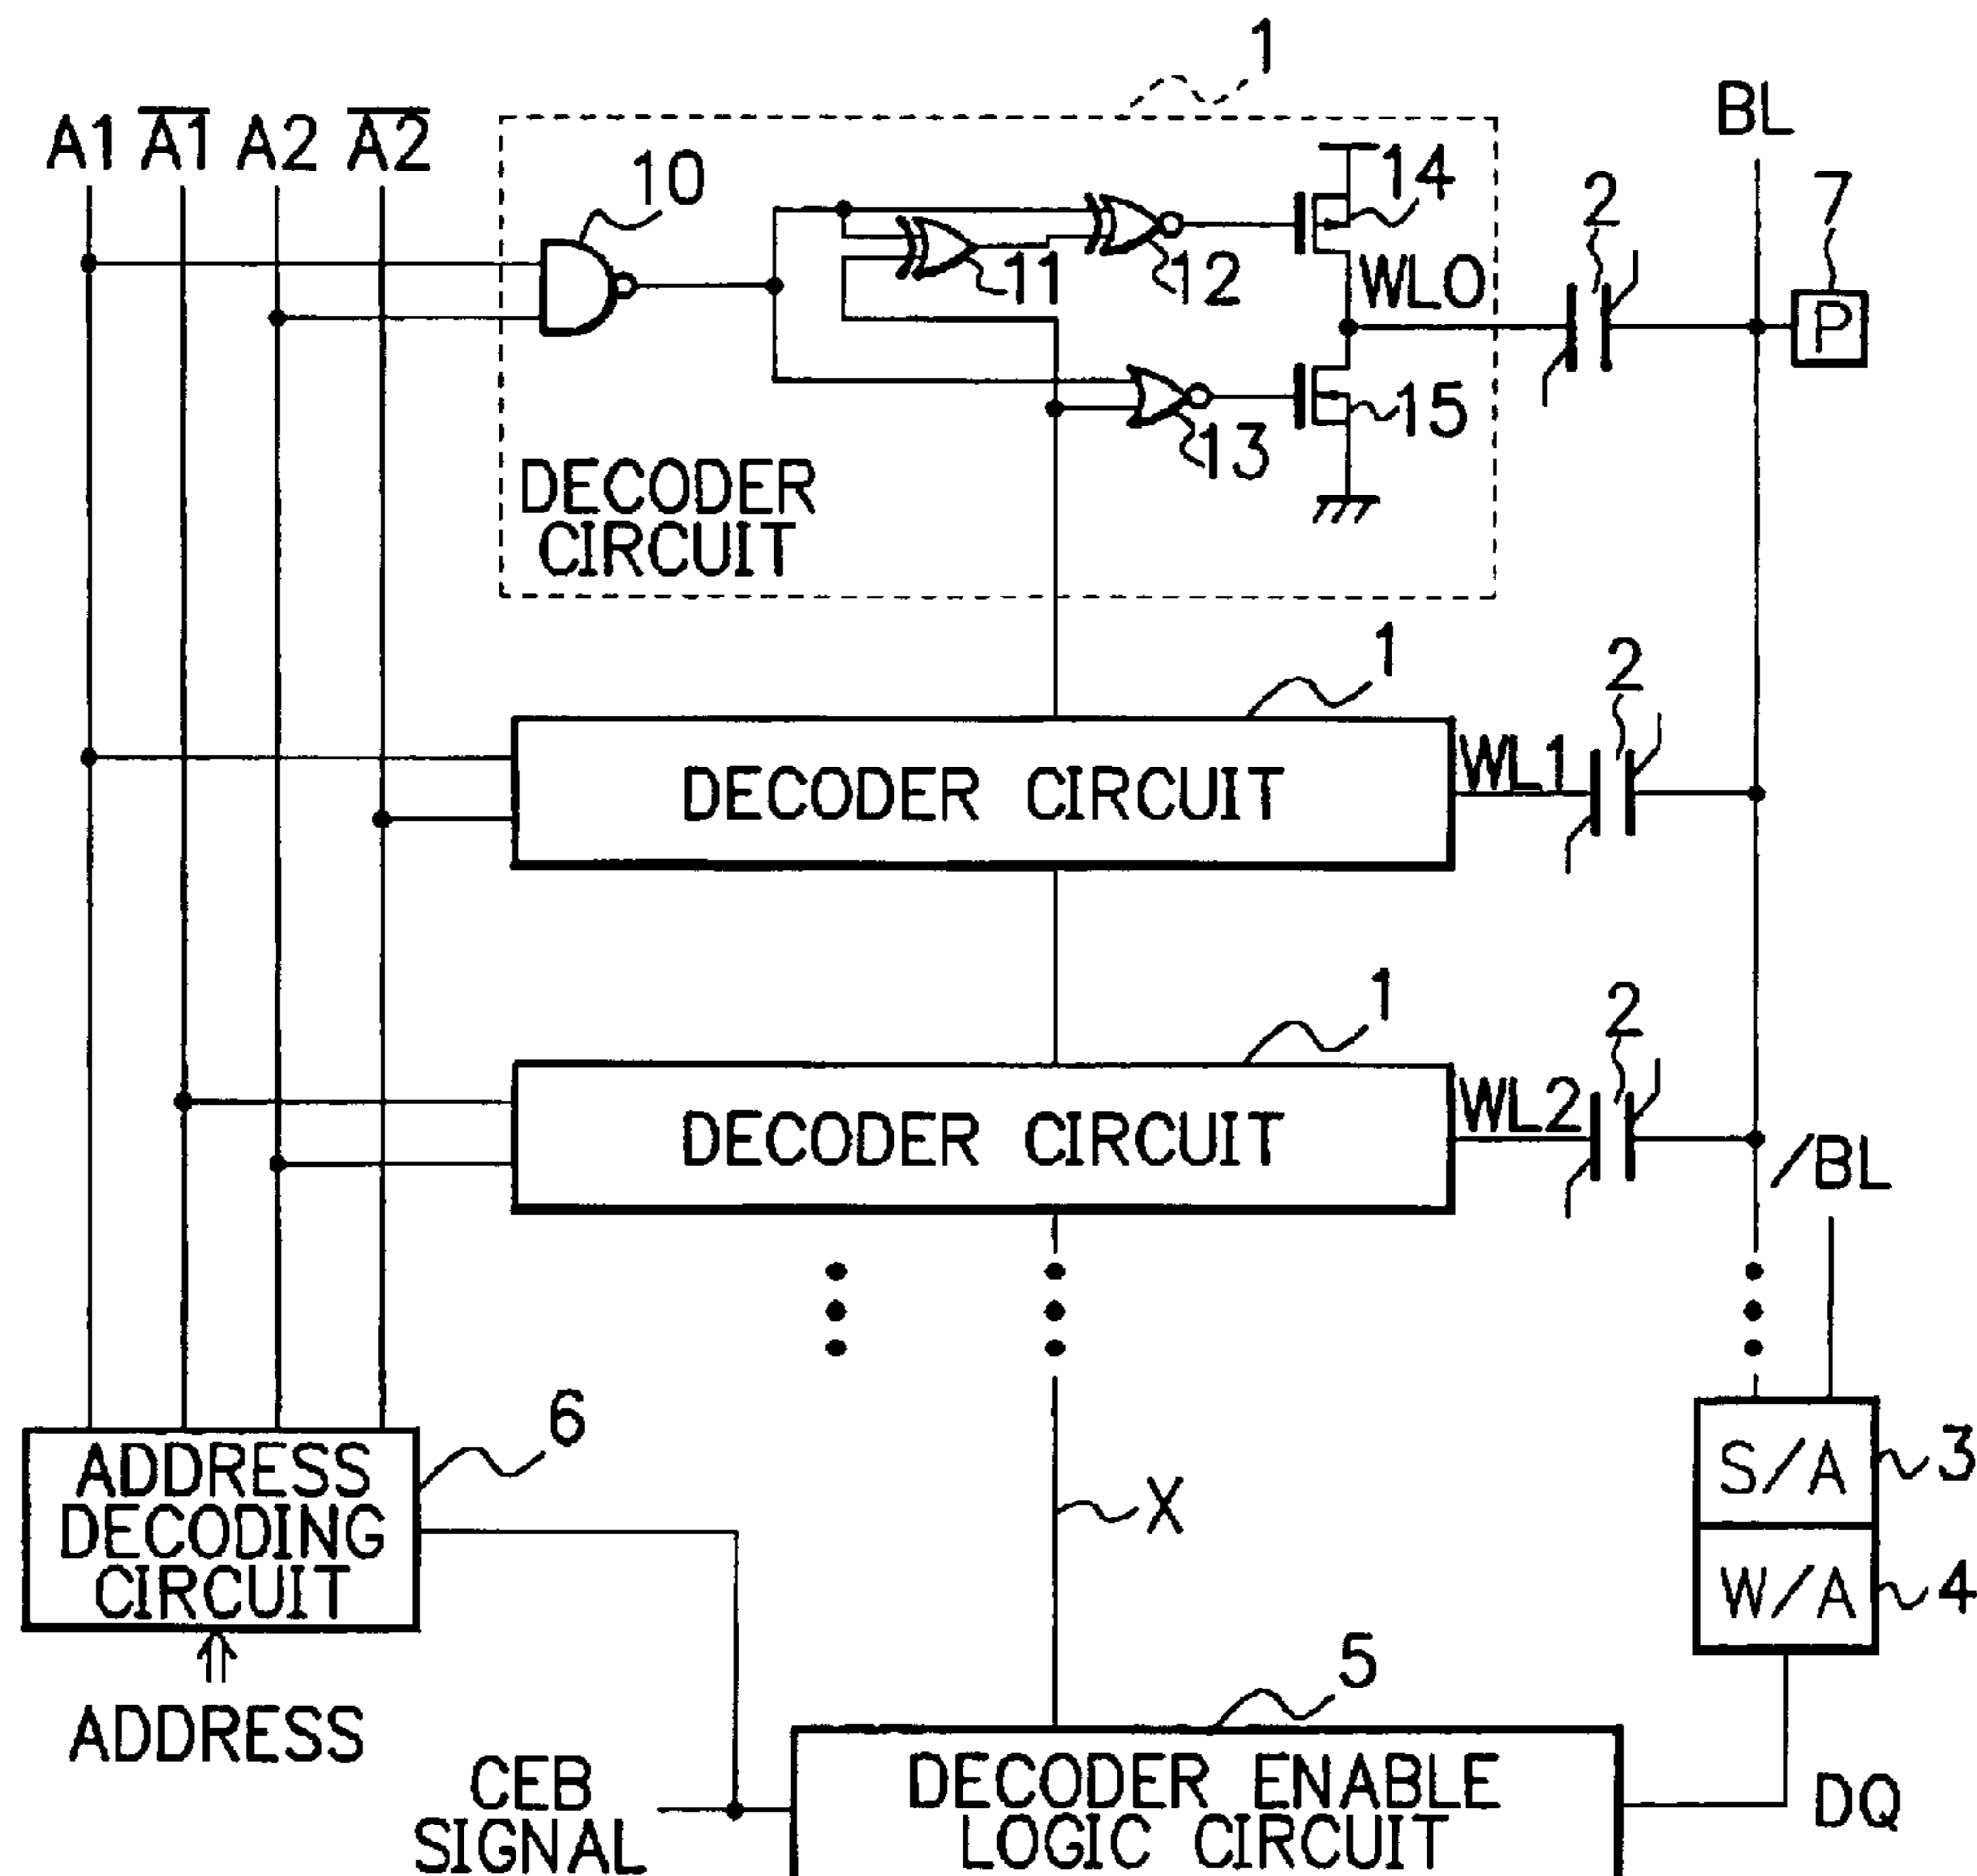 1
A1 A̅1̅ A2 A̅2̅
BL
10
14
2
7
11
12
WL0
P
15
13
DECODER
CIRCUIT
1
2
DECODER CIRCUIT
WL1
1
2
DECODER CIRCUIT
WL2
/BL
6
ADDRESS
DECODING
CIRCUIT
X
S/A
3
W/A
4
ADDRESS
5
CEB
SIGNAL
DECODER ENABLE
LOGIC CIRCUIT
DQ